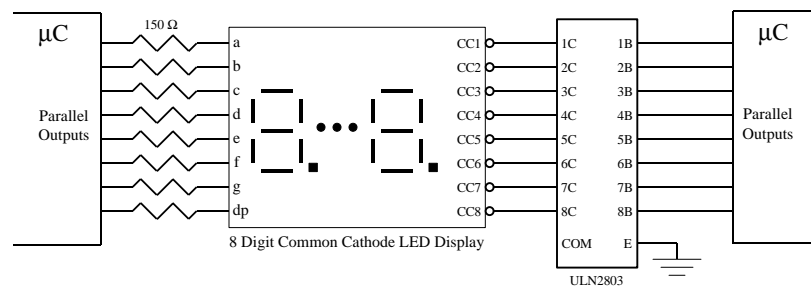 µC
150 Ω
µC
a CC1 1C 1B
b CC2 2C 2B
c CC3 3C 3B
Parallel Outputs
d CC4 4C 4B
Parallel Outputs
e CC5 5C 5B
f CC6 6C 6B
g CC7 7C 7B
dp CC8 8C 8B
COM E
8 Digit Common Cathode LED Display
ULN2803